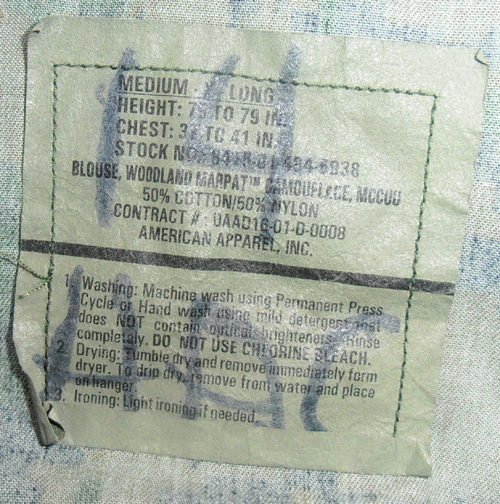 MEDIUM - X LONG
HEIGHT: 75 TO 79 IN.
CHEST: 37 TO 41 IN.
STOCK NO.
BLOUSE, WOODLAND MARPAT™ CAMOUFLAGE, MCCUU
50% COTTON/50% NYLON
CONTRACT #: DAAD16-01-D-0008
AMERICAN APPAREL, INC.
1. Washing: Machine wash using Permanent Press
Cycle or Hand wash using mild detergent that
does NOT contain optical brighteners. Rinse
completely. DO NOT USE CHLORINE BLEACH.
2. Drying: Tumble dry and remove immediately form
dryer. To drip dry, remove from water and place
on hanger.
3. Ironing: Light ironing if needed.